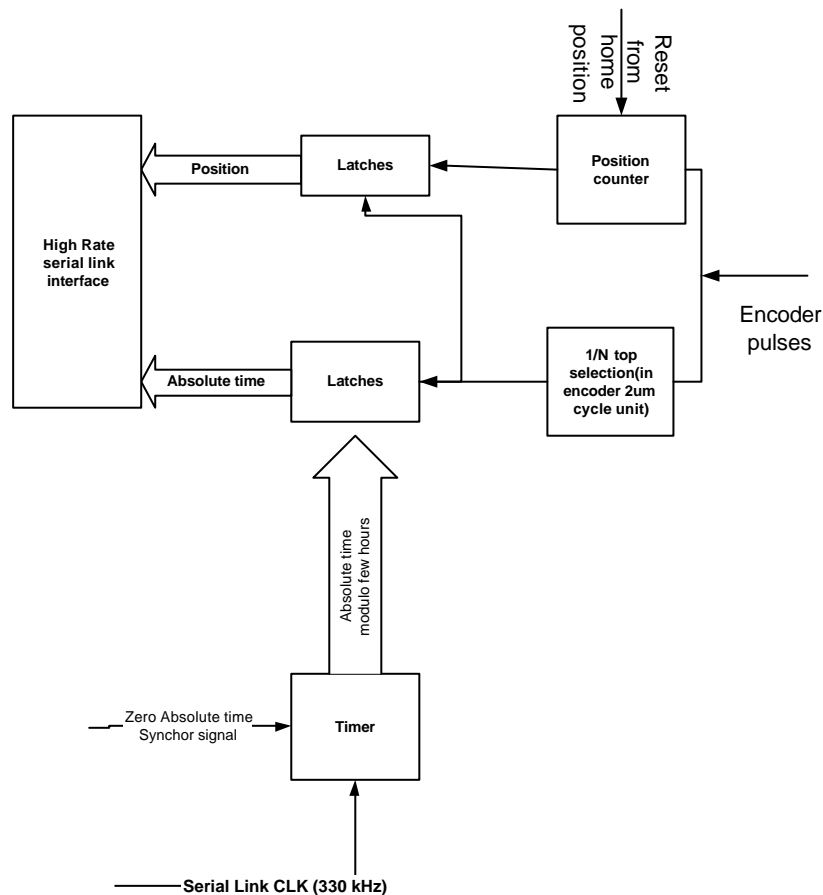 Reset
from
home
position
Position
counter
Latches
Position
High Rate
serial link
interface
Encoder
pulses
1/N top
selection(in
encoder 2um
cycle unit)
Latches
Absolute time
Absolute time
modulo few hours
Zero Absolute time
Synchor signal
Timer
Serial Link CLK (330 kHz)